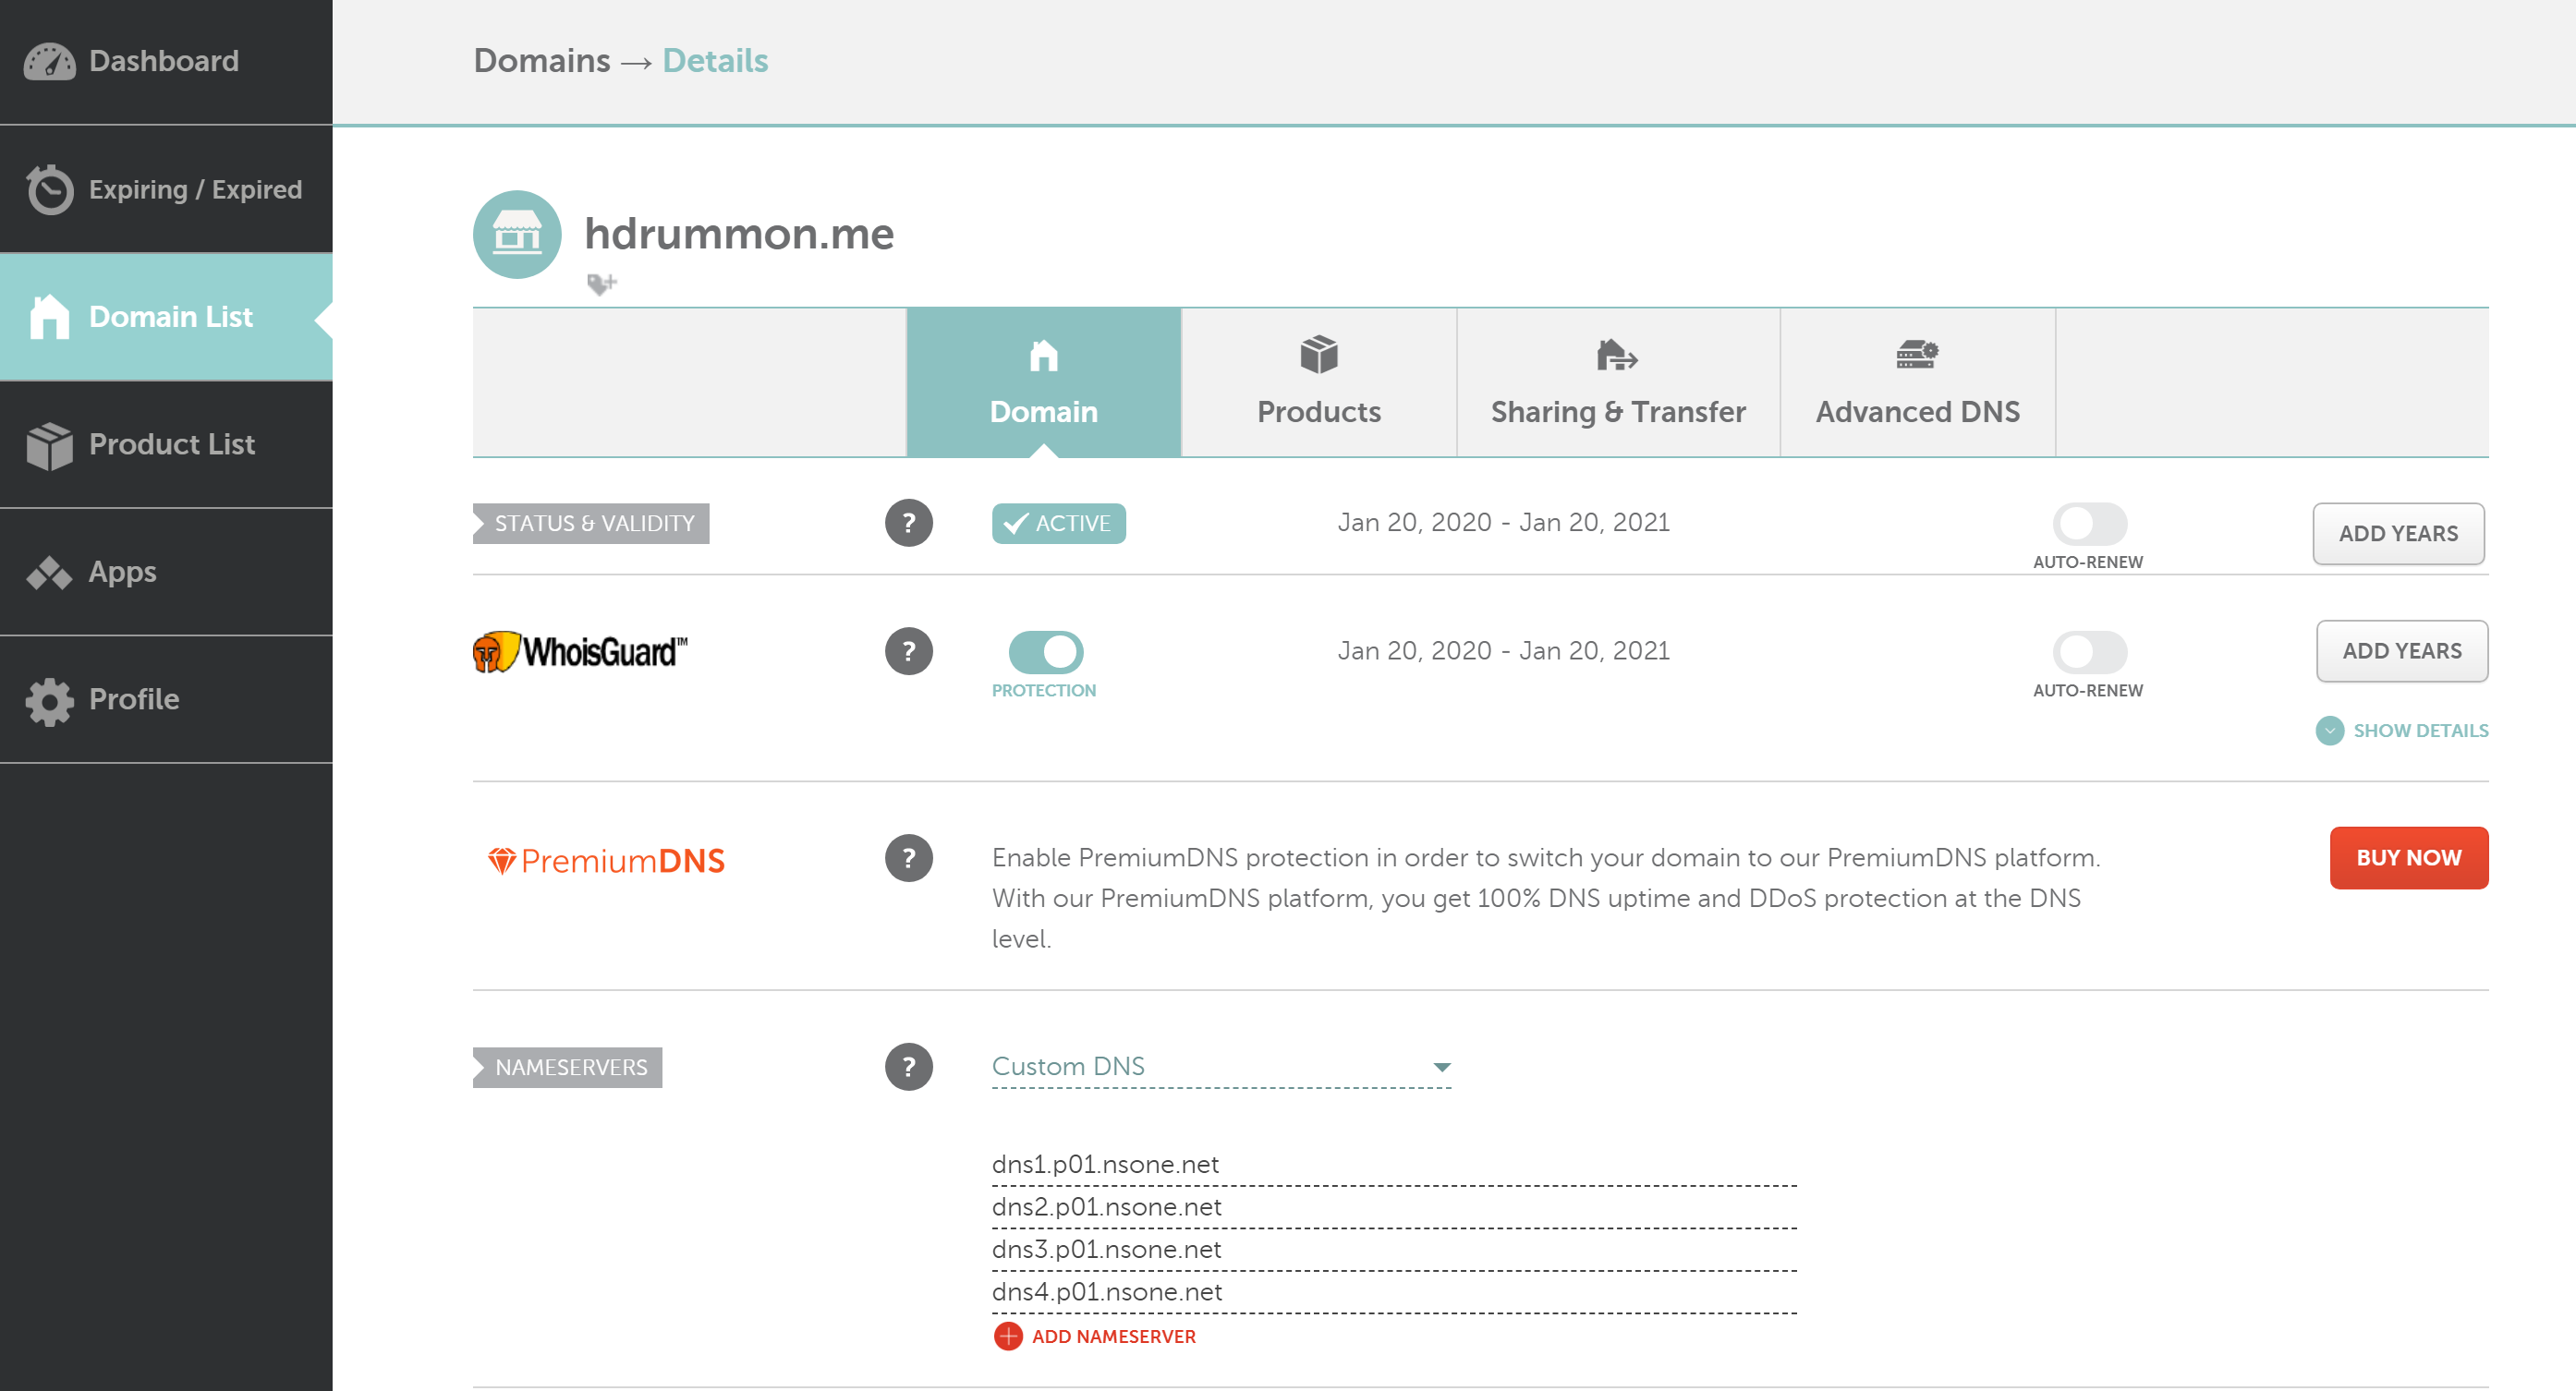 Dashboard
Expiring / Expired
Domain List
Product List
Apps
Profile
Domains → Details
hdrummon.me
Domain
Products
Sharing & Transfer
Advanced DNS
STATUS & VALIDITY
?
ACTIVE
Jan 20, 2020 - Jan 20, 2021
AUTO-RENEW
ADD YEARS
WhoisGuard™
?
PROTECTION
Jan 20, 2020 - Jan 20, 2021
AUTO-RENEW
ADD YEARS
SHOW DETAILS
PremiumDNS
?
Enable PremiumDNS protection in order to switch your domain to our PremiumDNS platform.
With our PremiumDNS platform, you get 100% DNS uptime and DDoS protection at the DNS
level.
BUY NOW
NAMESERVERS
?
Custom DNS
dns1.p01.nsone.net
dns2.p01.nsone.net
dns3.p01.nsone.net
dns4.p01.nsone.net
ADD NAMESERVER